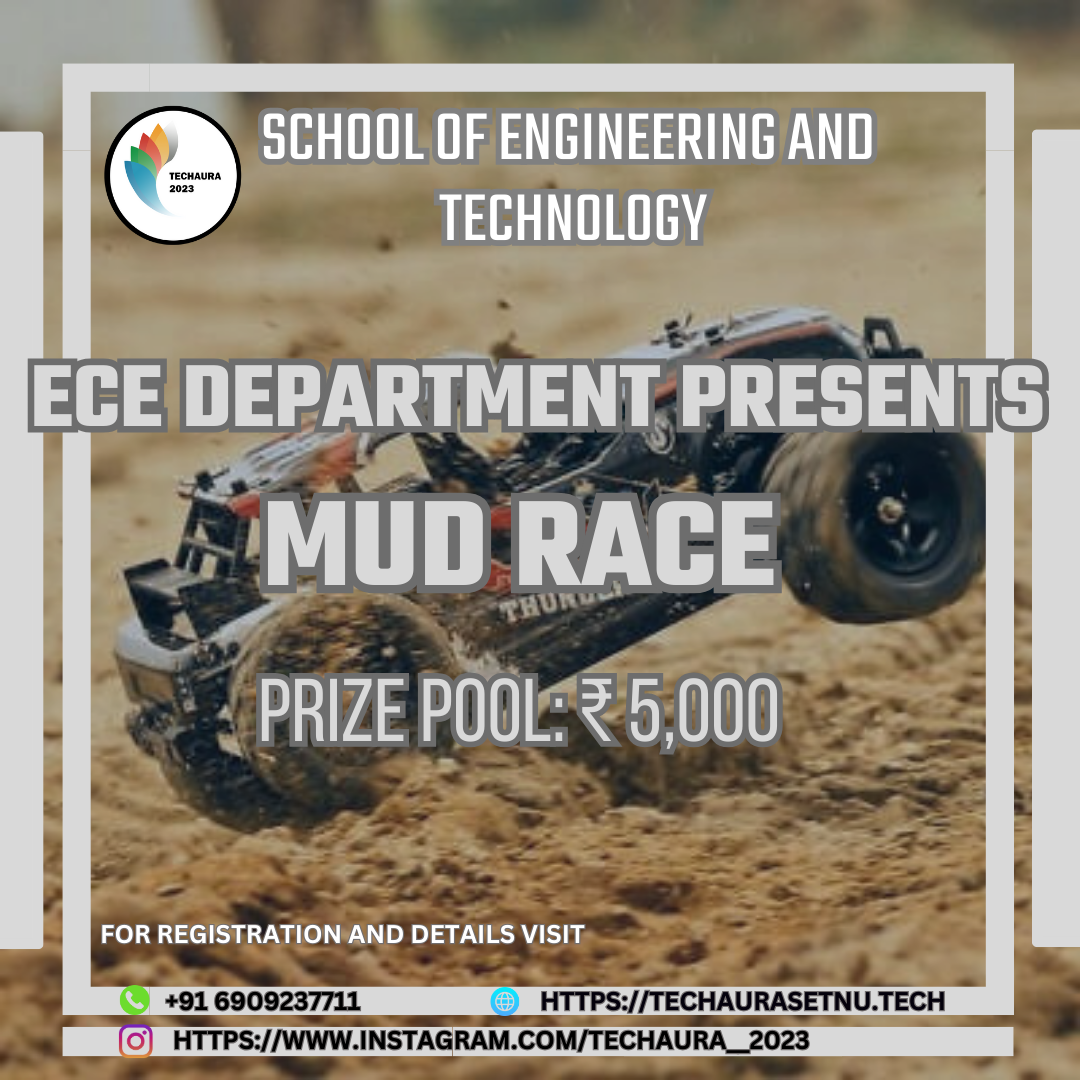 TECHAURA
2023
SCHOOL OF ENGINEERING AND
TECHNOLOGY
ECE DEPARTMENT PRESENTS
MUD RACE
PRIZE POOL: ₹ 5,000
FOR REGISTRATION AND DETAILS VISIT
+91 6909237711
HTTPS://TECHAURASETNU.TECH
HTTPS://WWW.INSTAGRAM.COM/TECHAURA__2023